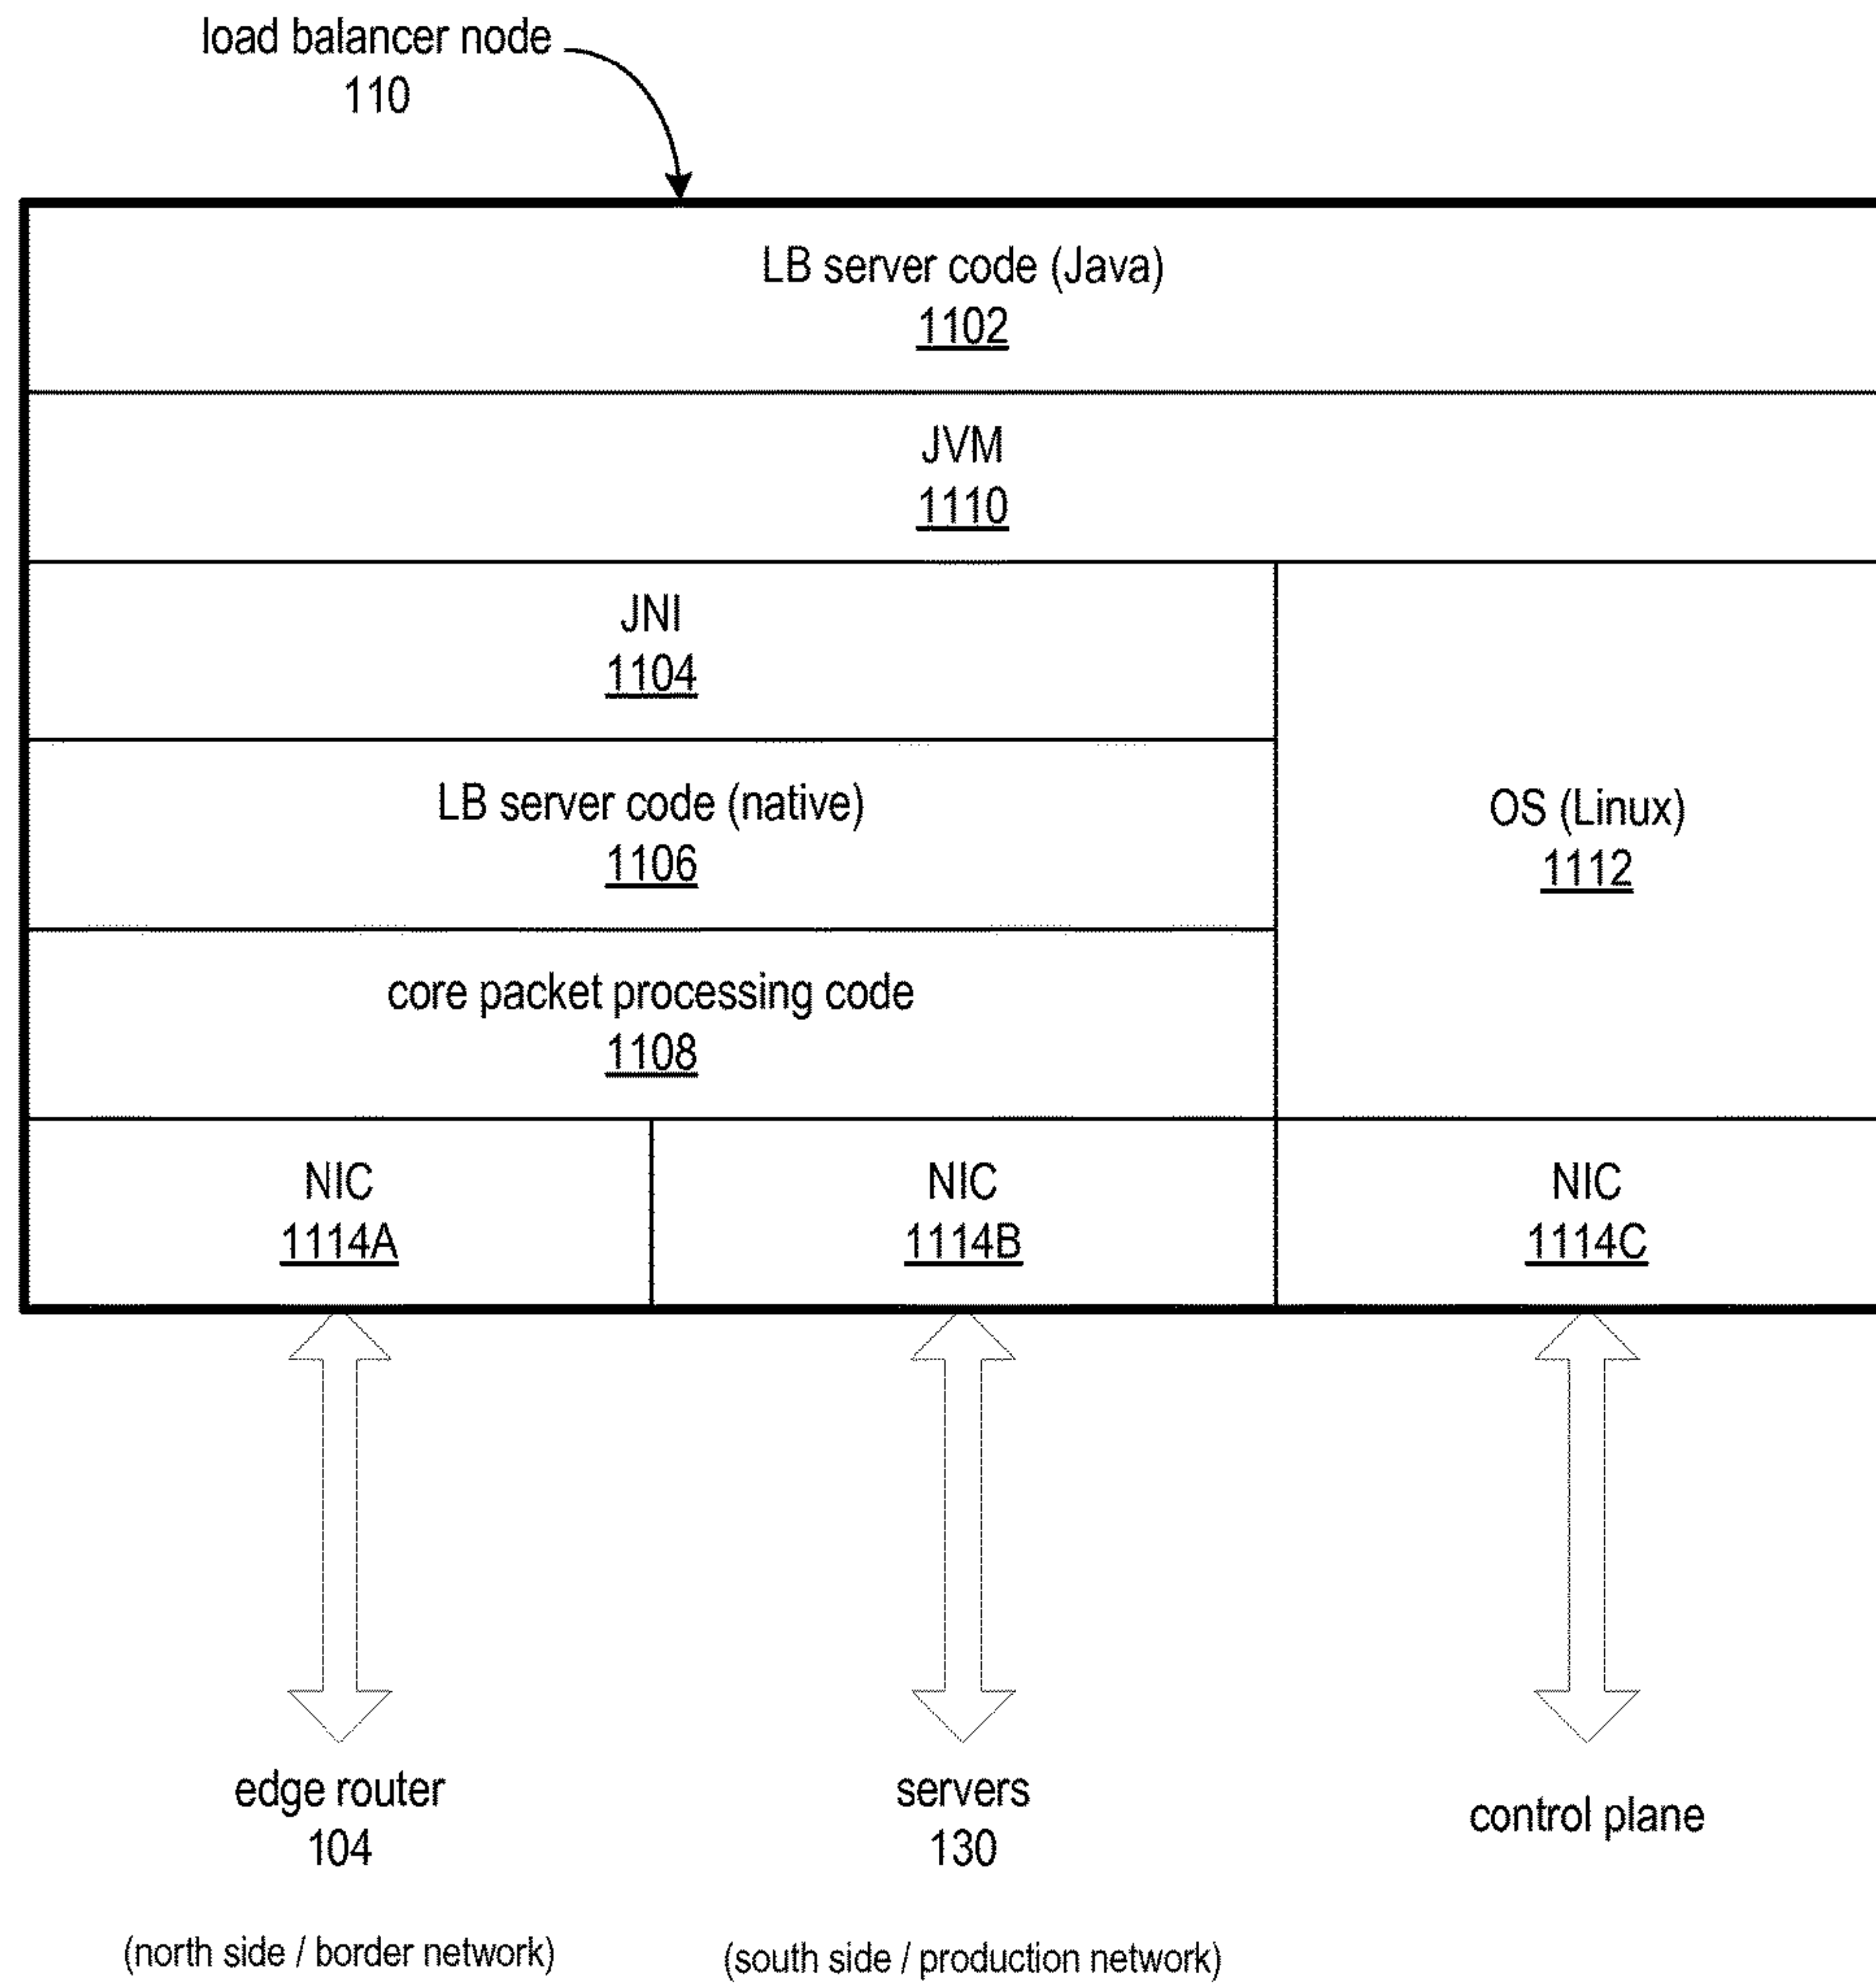 load balancer node
110
LB server code (Java)
1102
JVM
1110
JNI
1104
LB server code (native)
1106
OS (Linux)
1112
core packet processing code
1108
NIC
1114A
NIC
1114B
NIC
1114C
edge router
104
servers
130
control plane
(north side / border network)
(south side / production network)